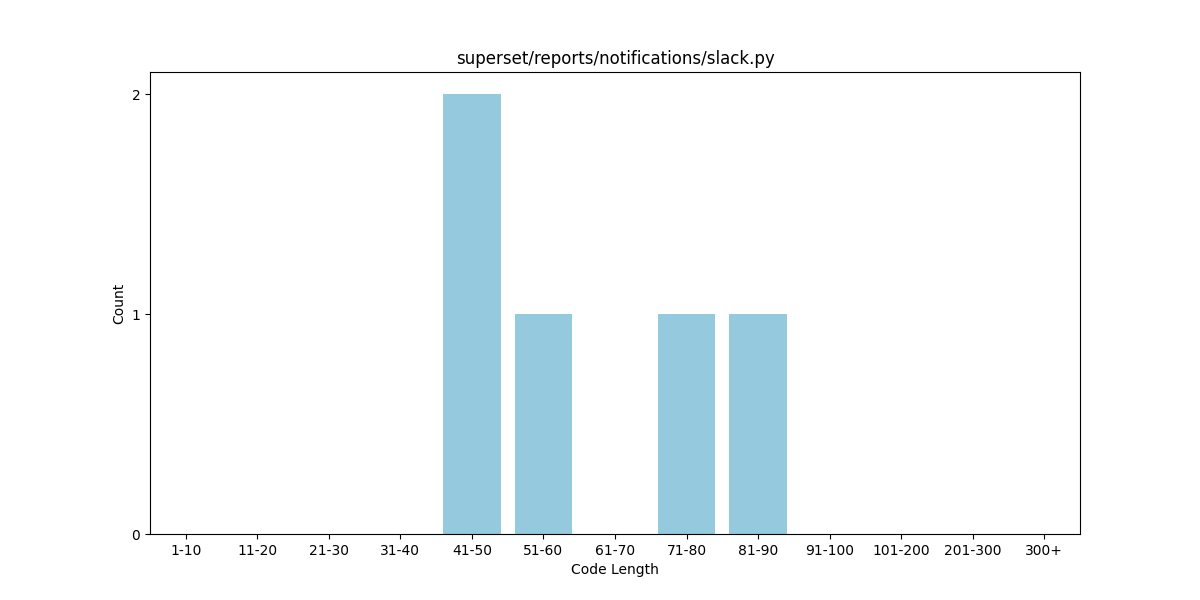 superset/reports/notifications/slack.py
Count
2
1
0
1-10 11-20 21-30 31-40 41-50 51-60 61-70 71-80 81-90 91-100 101-200 201-300 300+
Code Length